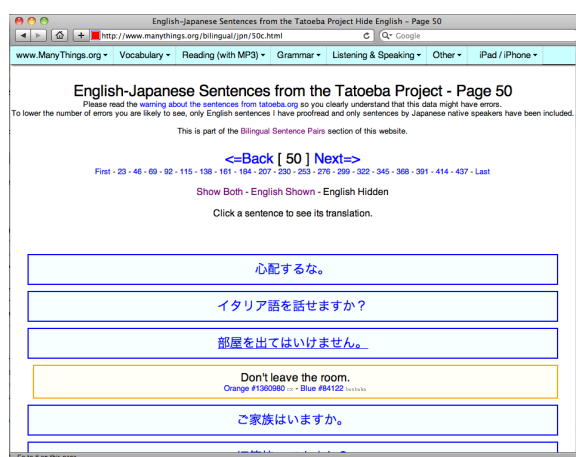 English-Japanese Sentences from the Tatoeba Project Hide English – Page 50
http://www.manythings.org/bilingual/jpn/50c.html Google
www.ManyThings.org Vocabulary Reading (with MP3) Grammar Listening & Speaking Other iPad / iPhone
English-Japanese Sentences from the Tatoeba Project - Page 50
Please read the warning about the sentences from tatoeba.org so you clearly understand that this data might have errors.
To lower the number of errors you are likely to see, only English sentences I have proofread and only sentences by Japanese native speakers have been included.
This is part of the Bilingual Sentence Pairs section of this website.
<=Back [ 50 ] Next=>
First - 23 - 46 - 69 - 92 - 115 - 138 - 161 - 184 - 207 - 230 - 253 - 276 - 299 - 322 - 345 - 368 - 391 - 414 - 437 - Last
Show Both - English Shown - English Hidden
Click a sentence to see its translation.
心配するな。
イタリア語を話せますか？
部屋を出てはいけません。
Don't leave the room.
Orange #1360980 - Blue #84122
ご家族はいますか。